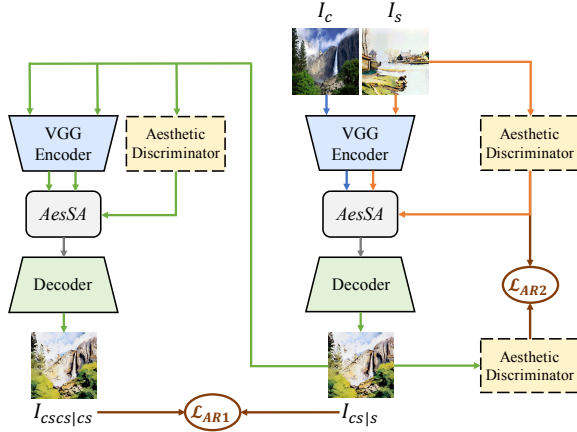 I_c
I_s
VGG
Encoder
Aesthetic
Discriminator
VGG
Encoder
Aesthetic
Discriminator
AesSA
AesSA
Decoder
Decoder
ℒ_AR2
Aesthetic
Discriminator
I_cscs|cs
ℒ_AR1
I_cs|s